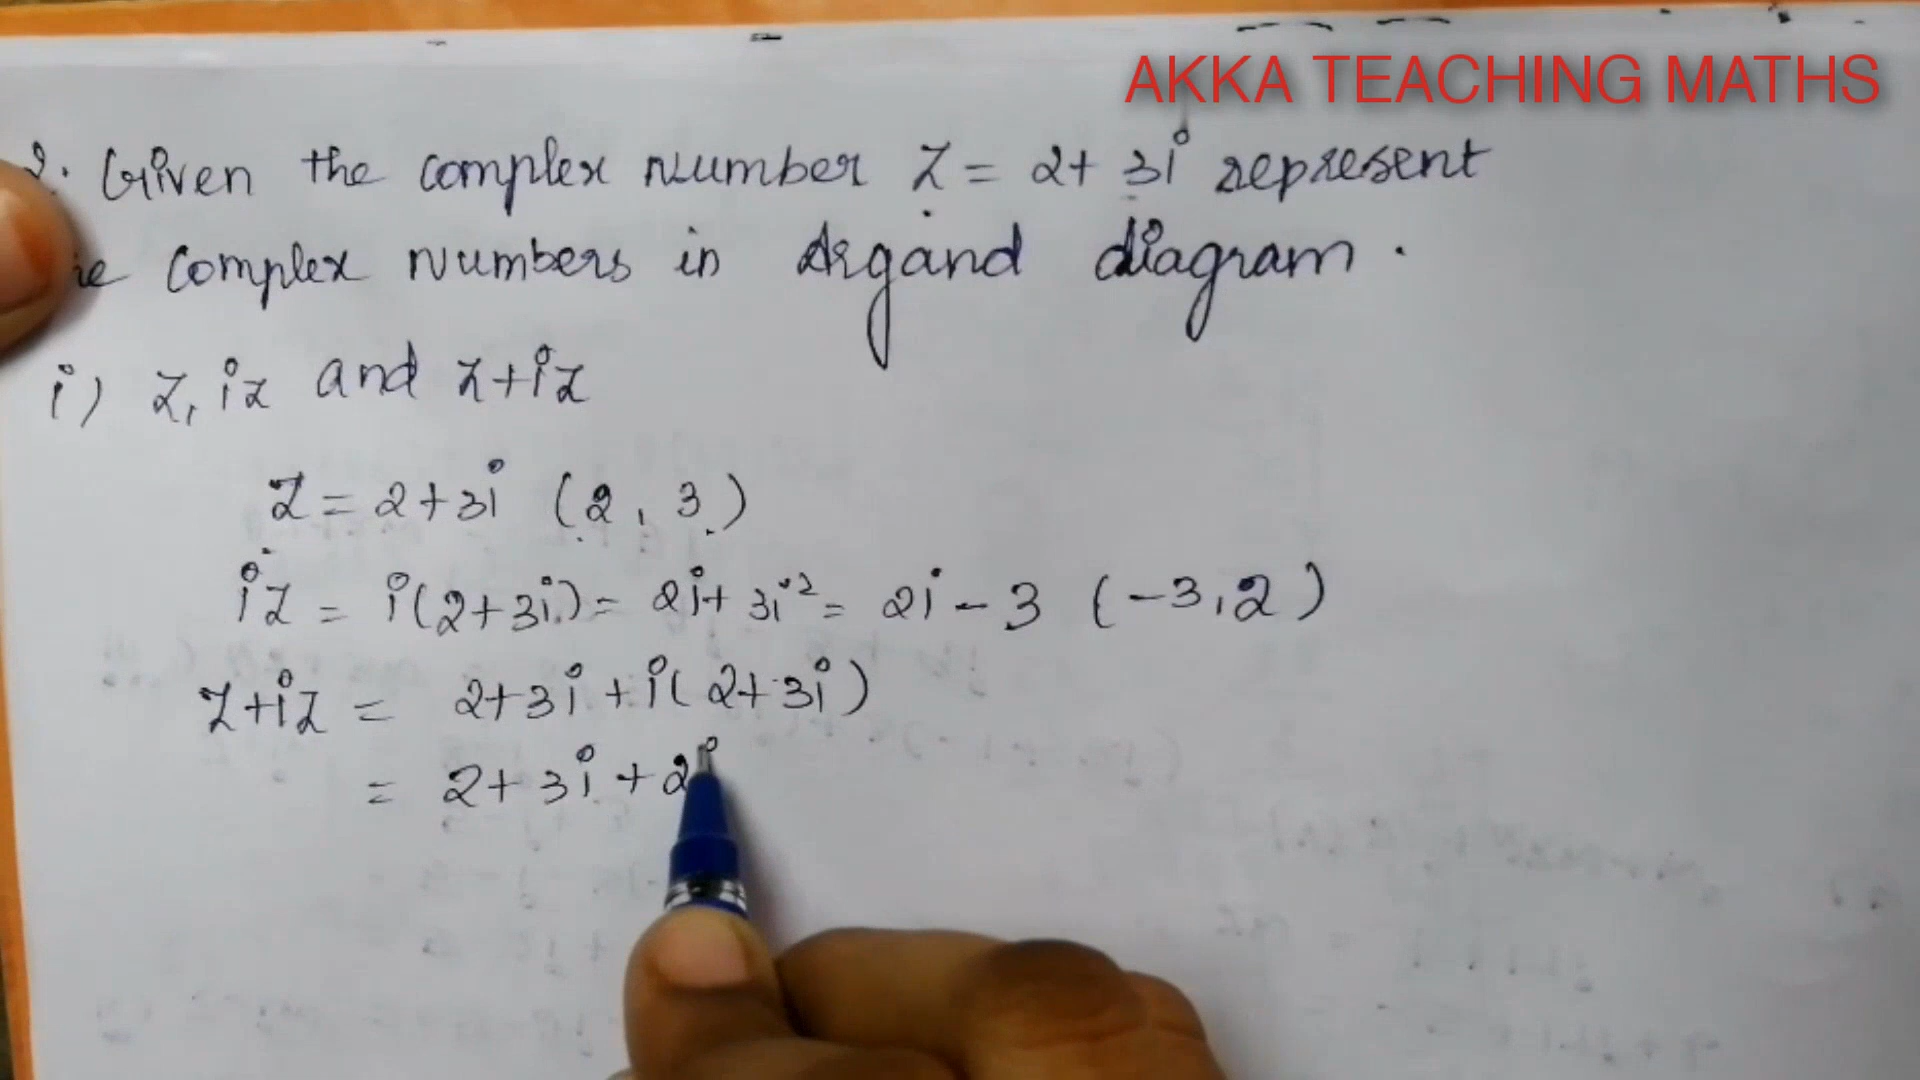 AKKA TEACHING MATHS
2. Given the complex number z = 2+3i represent
complex numbers in Argand diagram.
i) z, iz and z+iz
z = 2+3i (2, 3)
iz = i(2+3i) = 2i+3i² = 2i-3 (-3,2)
z+iz = 2+3i+i(2+3i)
= 2+3i+2i